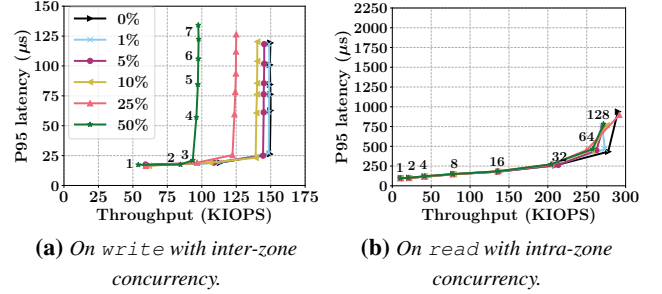 150
125
100
75
50
25
0
P95 latency (μs)
0%
1%
5%
10%
25%
50%
1
2
3
4
5
6
7
0 25 50 75 100 125 150 175
Throughput (KIOPS)
(a) On write with inter-zone
concurrency.
2250
2000
1750
1500
1250
1000
750
500
250
0
P95 latency (μs)
1 2 4 8 16 32 64 128
0 50 100 150 200 250 300
Throughput (KIOPS)
(b) On read with intra-zone
concurrency.